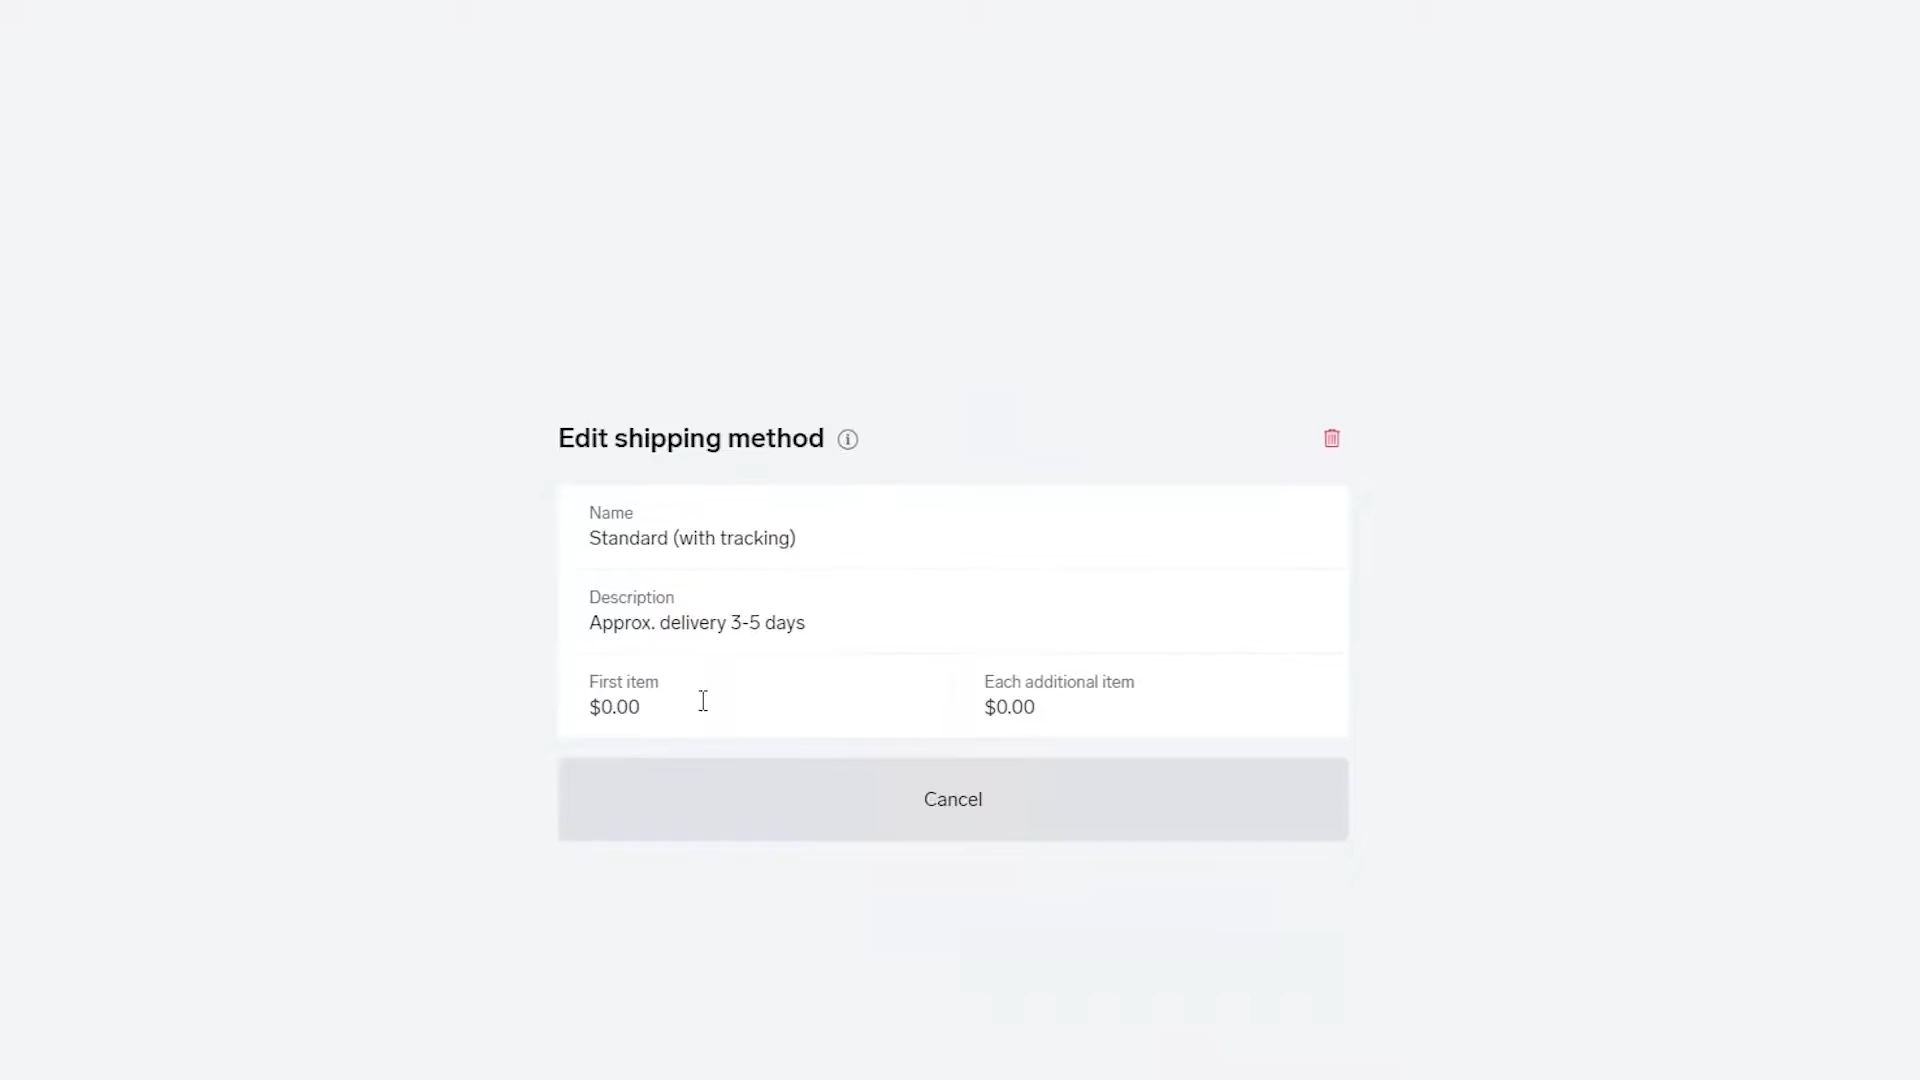 Edit shipping method
Name
Standard (with tracking)
Description
Approx. delivery 3-5 days
First item
$0.00
Each additional item
$0.00
Cancel